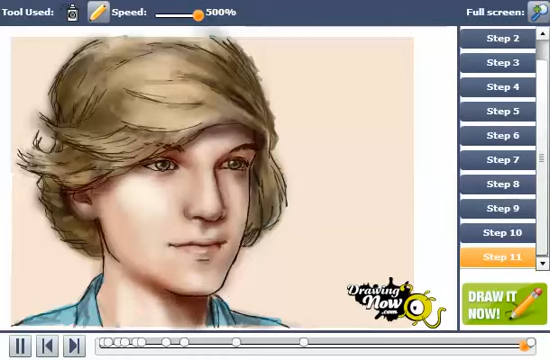 Tool Used: Speed: 500% Full screen:
Step 2
Step 3
Step 4
Step 5
Step 6
Step 7
Step 8
Step 9
Step 10
Step 11
Drawing
Now
.com
DRAW IT
NOW!